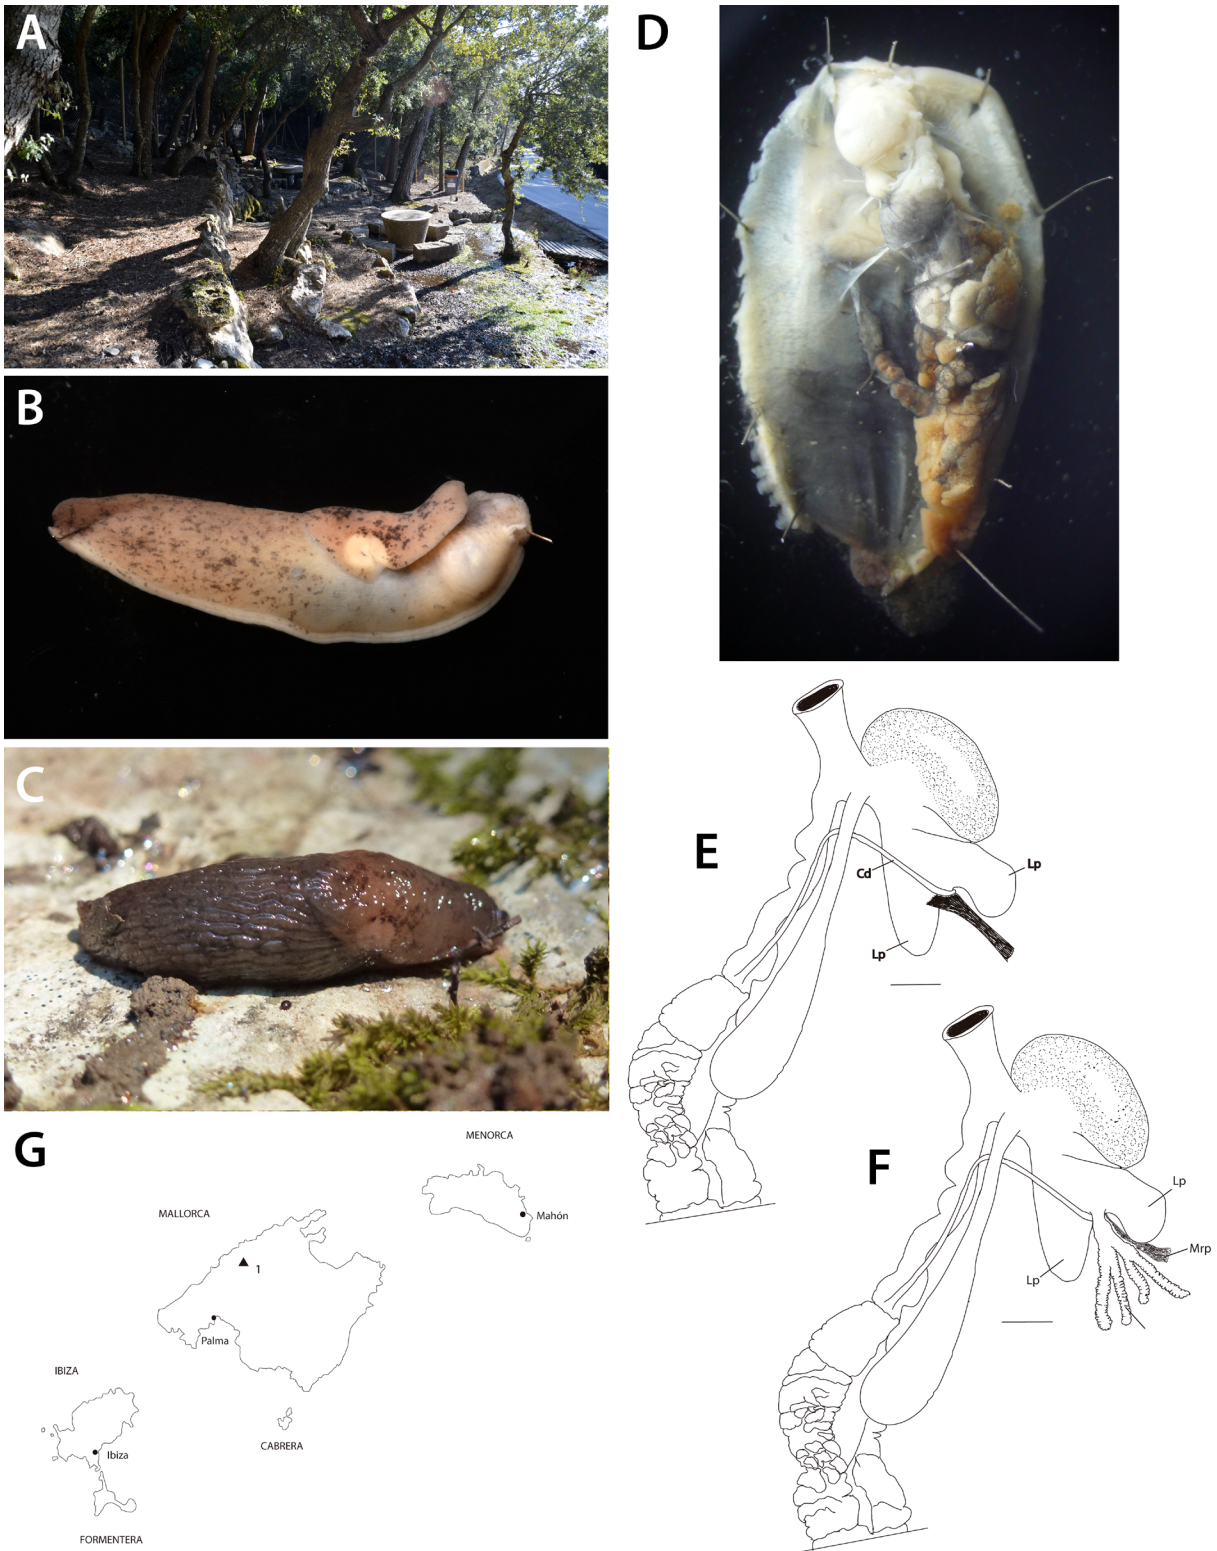 A
B
C
D
E
Cd
Lp
Lp
F
Lp
Mrp
Lp
G
MENORCA
Mahón
MALLORCA
1
Palma
IBIZA
Ibiza
CABRERA
FORMENTERA